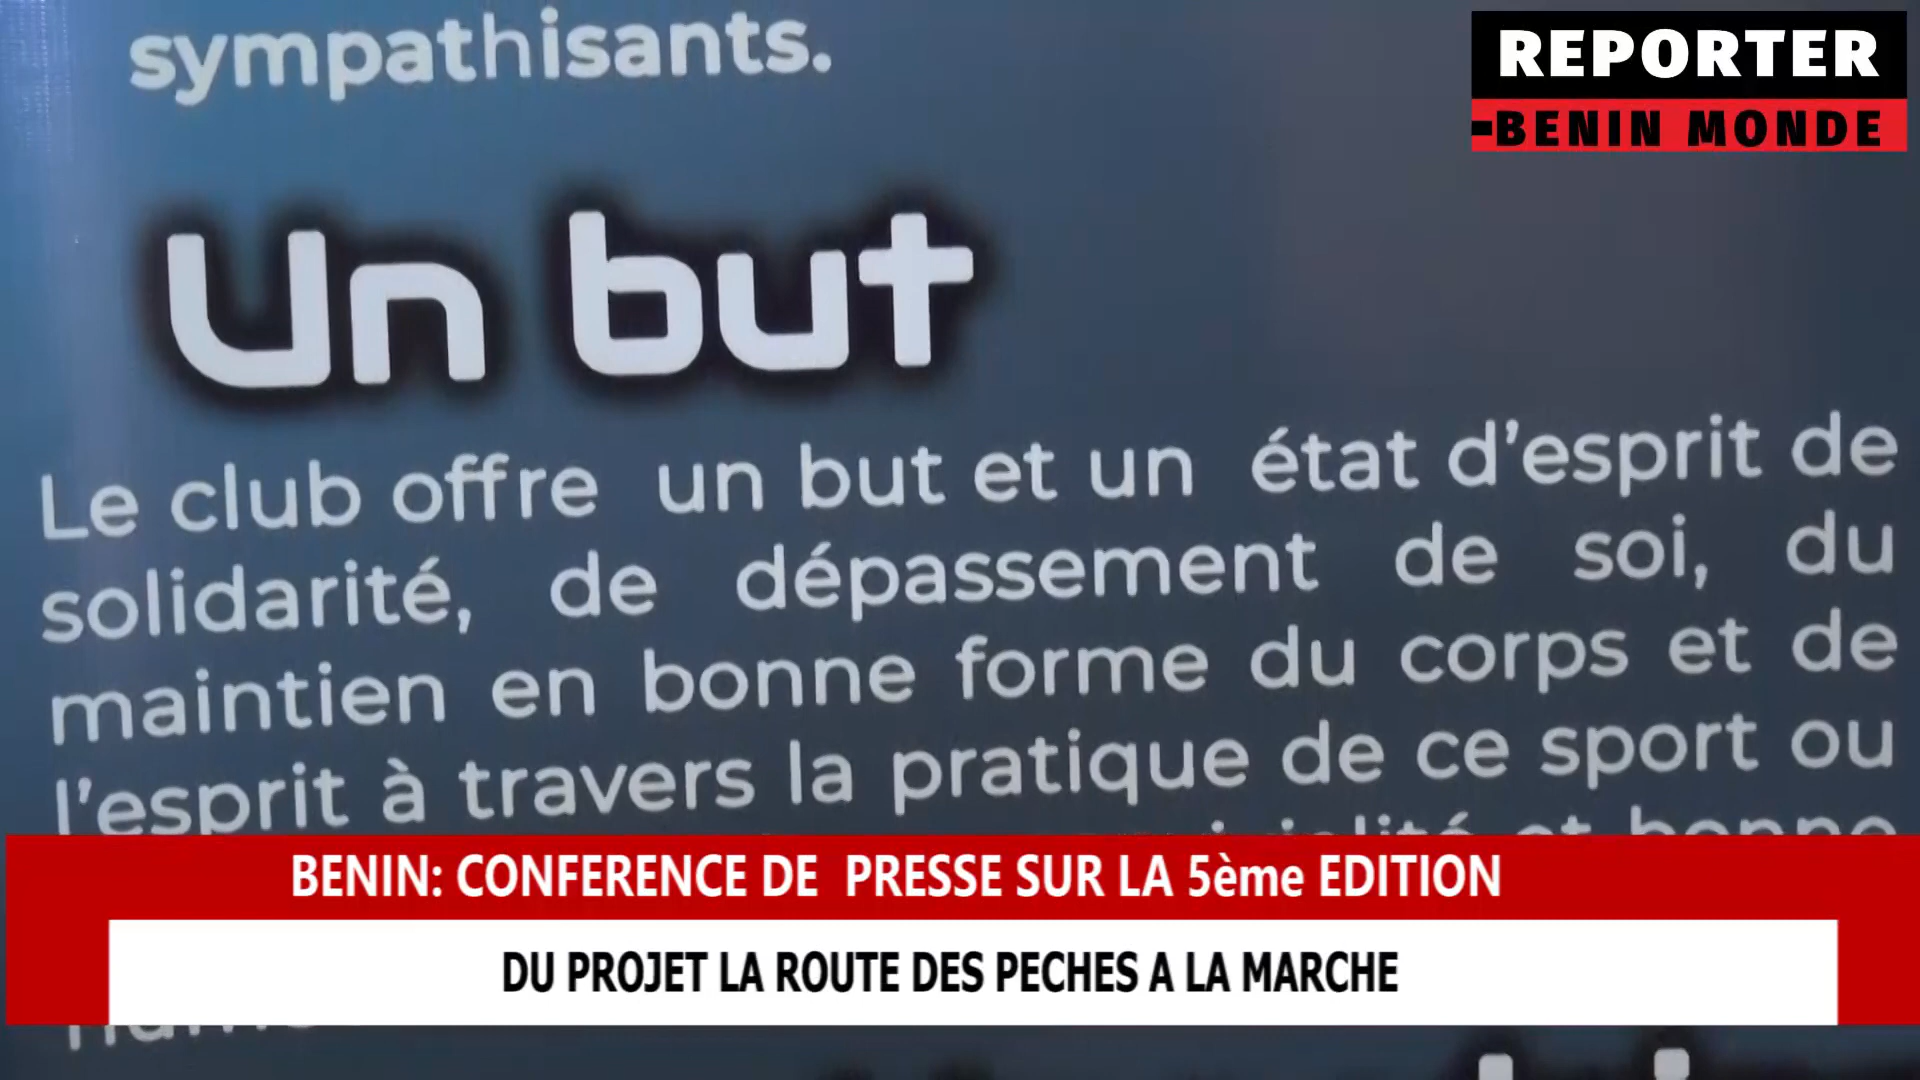 sympathisants.
REPORTER
BENIN MONDE
Un but
Le club offre un but et un état d'esprit de
solidarité, de dépassement de soi, du
maintien en bonne forme du corps et de
l'esprit à travers la pratique de ce sport ou
et bonne
BENIN: CONFERENCE DE PRESSE SUR LA 5ème EDITION
DU PROJET LA ROUTE DES PECHES A LA MARCHE